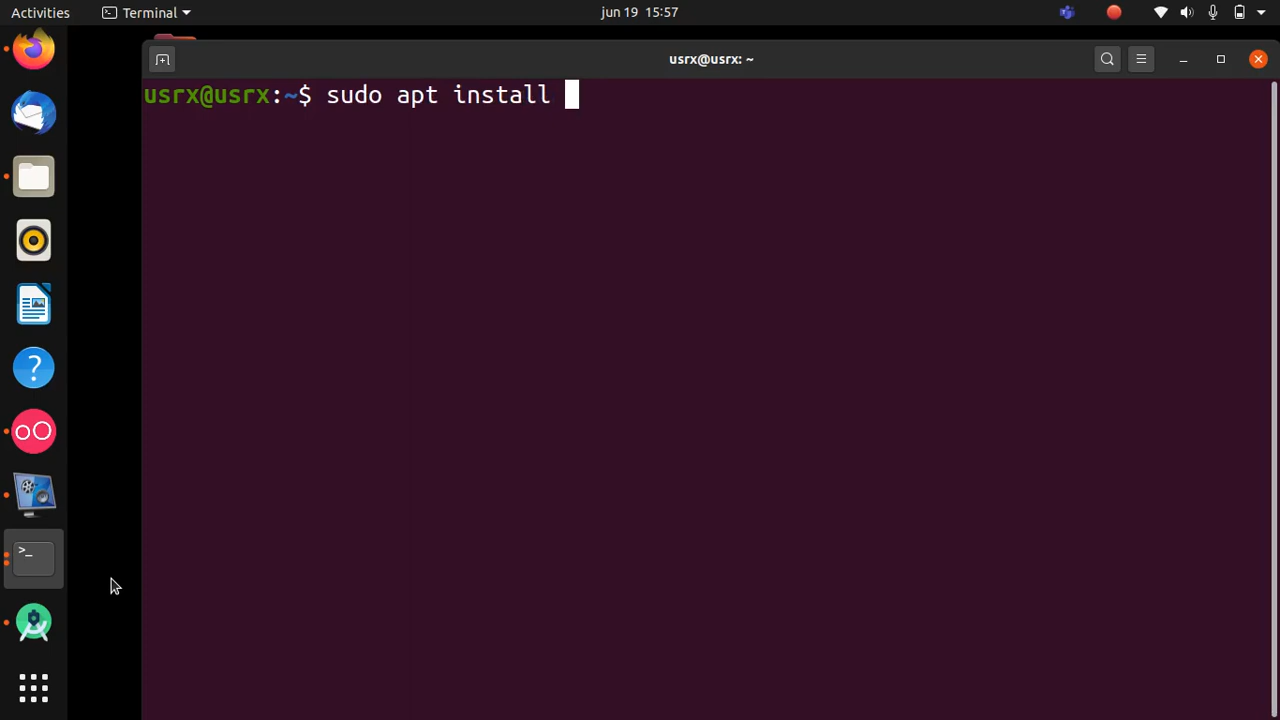 Activities
Terminal
jun 19 15:57
usrx@usrx: ~
usrx@usrx:~$ sudo apt install